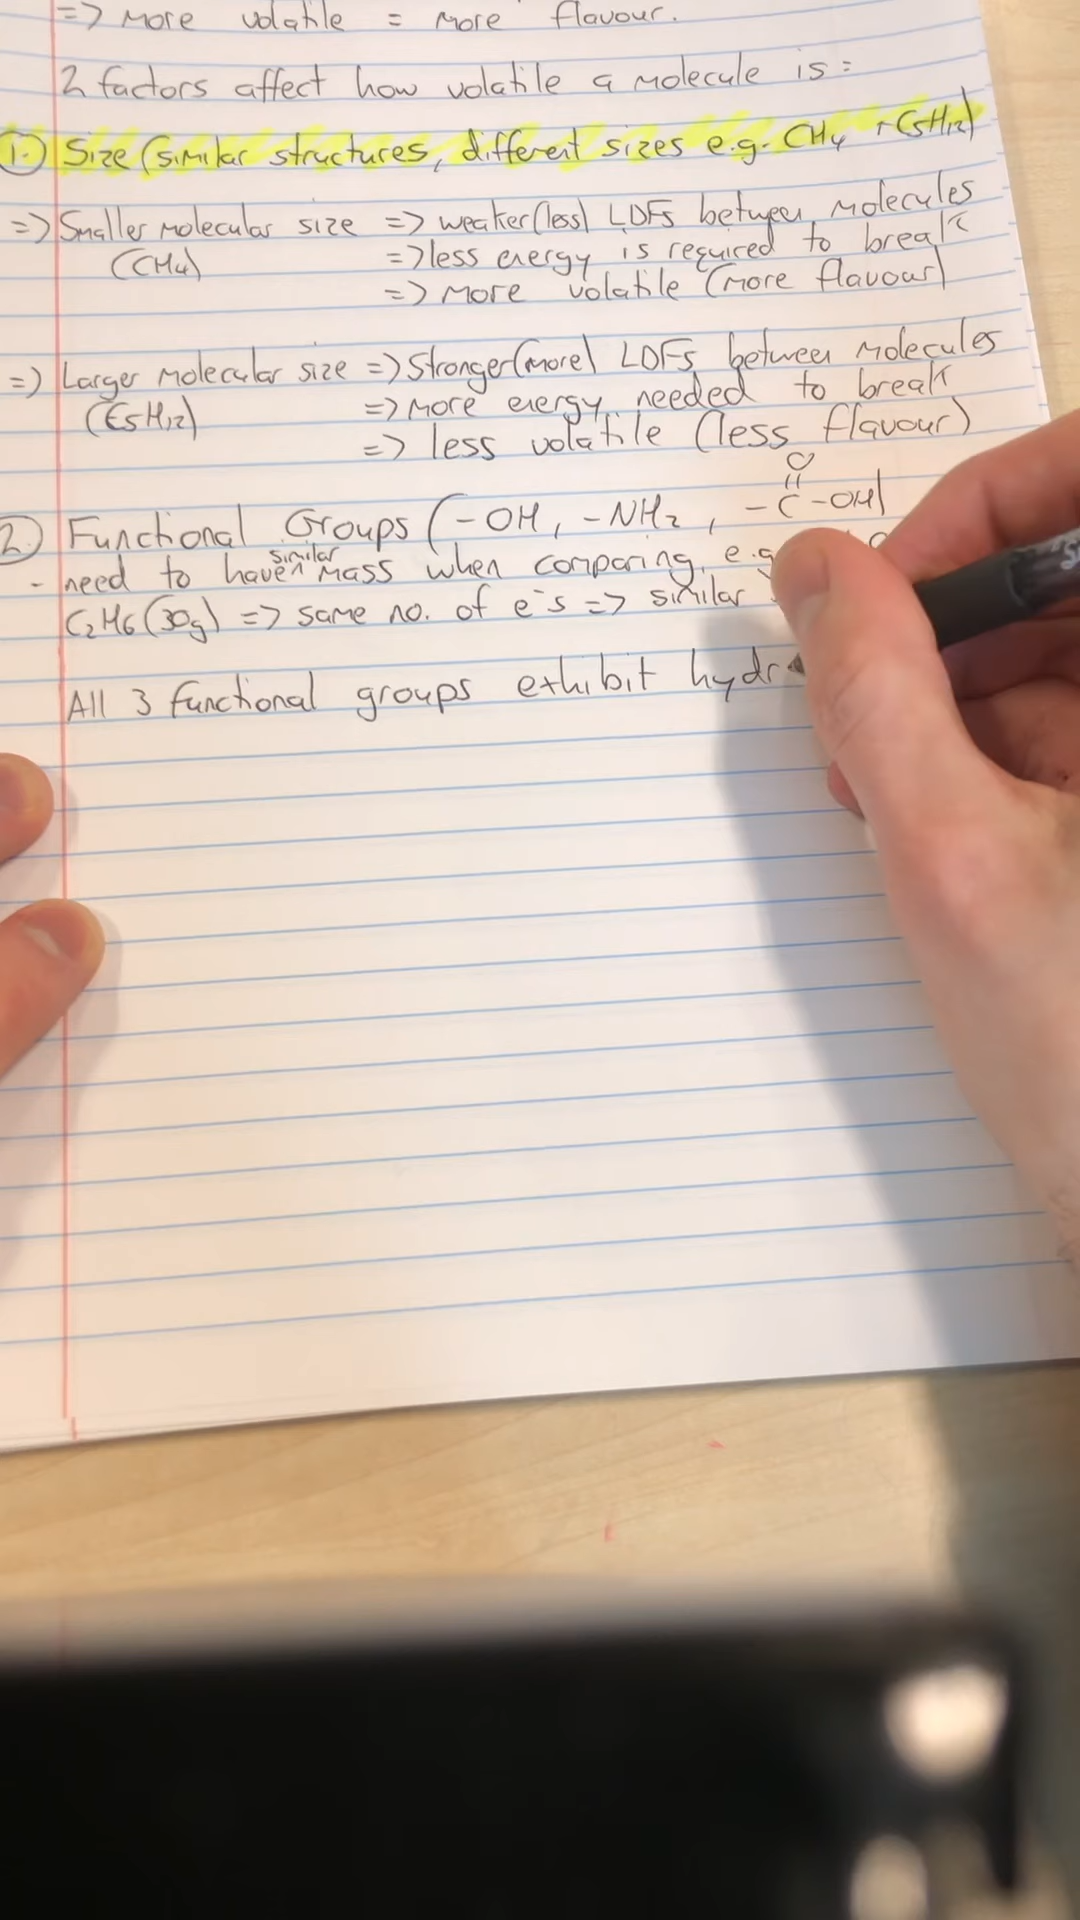 => More volatile = More flavour.
2 factors affect how volatile a molecule is:
1.) Size (similar structures, different sizes e.g. CH4 + C5H12)
=> Smaller molecular size => weaker (less) LDFs between molecules
(CH4) => less energy is required to break
=> More volatile (more flavour)
=> Larger molecular size => Stronger (more) LDFs between molecules
(C5H12) => More energy needed to break
=> less volatile (less flavour)
O
||
2.) Functional Groups (-OH, -NH2, -C-OH)
- need to have similar mass when comparing, e.g
C2H6 (30g) => same no. of e-s => similar
All 3 functional groups exhibit hydr